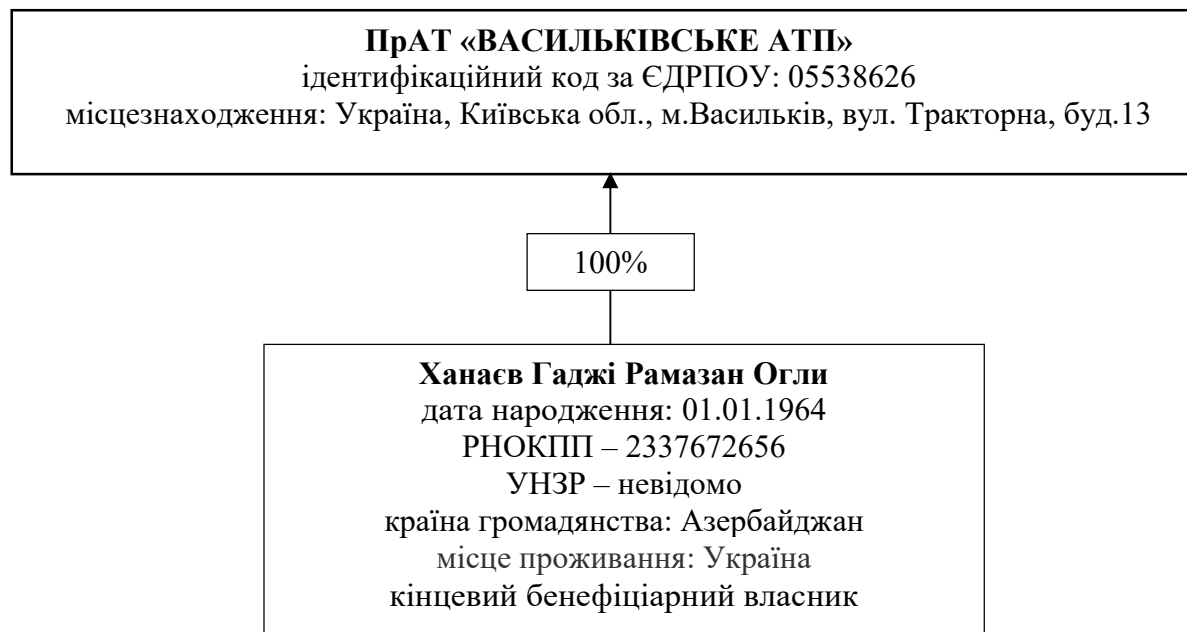 ПрАТ «ВАСИЛЬКІВСЬКЕ АТП»
ідентифікаційний код за ЄДРПОУ: 05538626
місцезнаходження: Україна, Київська обл., м.Васильків, вул. Тракторна, буд.13
100%
Ханаєв Гаджі Рамазан Огли
дата народження: 01.01.1964
РНОКПП – 2337672656
УНЗР – невідомо
країна громадянства: Азербайджан
місце проживання: Україна
кінцевий бенефіціарний власник